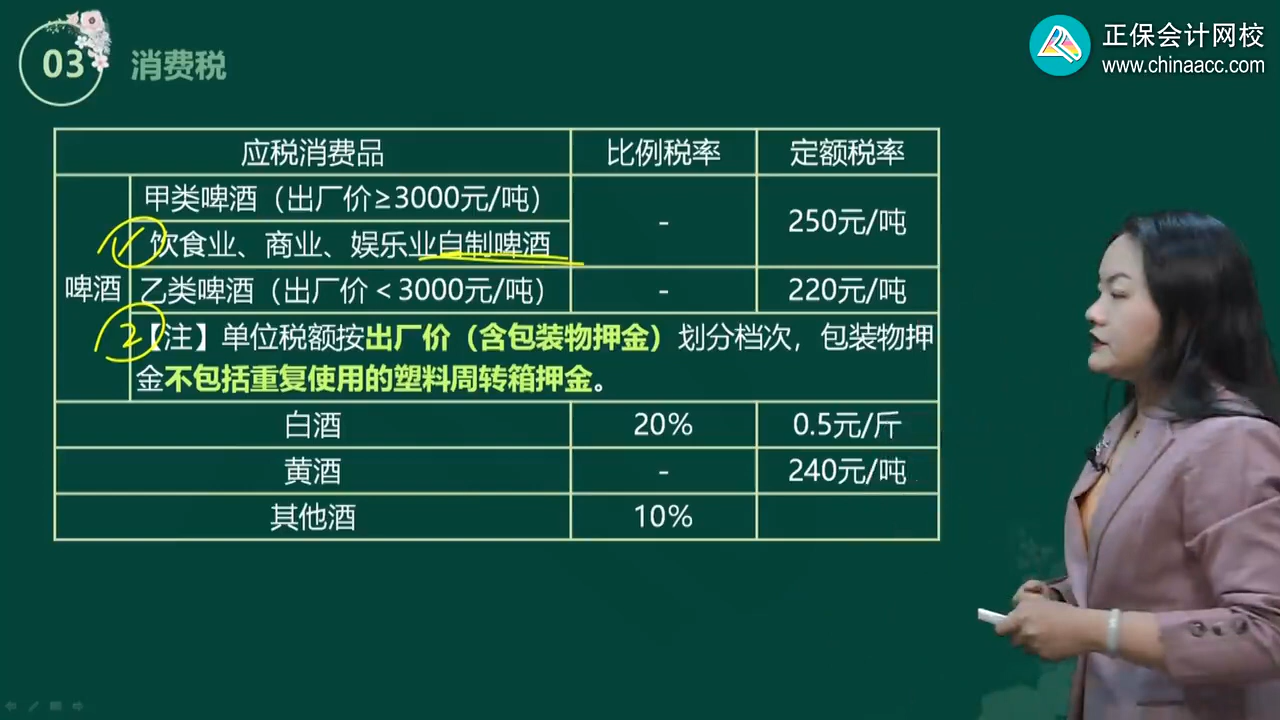 03
消费税
正保会计网校
www.chinaacc.com
应税消费品 比例税率 定额税率
啤酒
甲类啤酒（出厂价≥3000元/吨） - 250元/吨
① 饮食业、商业、娱乐业自制啤酒
乙类啤酒（出厂价＜3000元/吨） - 220元/吨
② 【注】单位税额按出厂价（含包装物押金）划分档次，包装物押
金不包括重复使用的塑料周转箱押金。
白酒 20% 0.5元/斤
黄酒 - 240元/吨
其他酒 10%